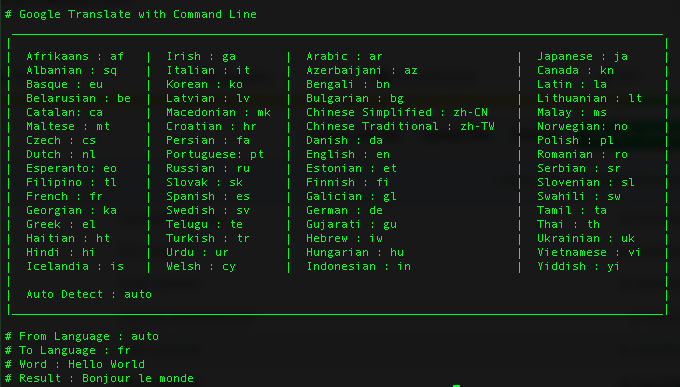 # Google Translate with Command Line
Afrikaans : af | Irish : ga | Arabic : ar | Japanese : ja
Albanian : sq | Italian : it | Azerbaijani : az | Canada : kn
Basque : eu | Korean : ko | Bengali : bn | Latin : la
Belarusian : be | Latvian : lv | Bulgarian : bg | Lithuanian : lt
Catalan: ca | Macedonian : mk | Chinese Simplified : zh-CN | Malay : ms
Maltese : mt | Croatian : hr | Chinese Traditional : zh-TW | Norwegian: no
Czech : cs | Persian : fa | Danish : da | Polish : pl
Dutch : nl | Portuguese: pt | English : en | Romanian : ro
Esperanto: eo | Russian : ru | Estonian : et | Serbian : sr
Filipino : tl | Slovak : sk | Finnish : fi | Slovenian : sl
French : fr | Spanish : es | Galician : gl | Swahili : sw
Georgian : ka | Swedish : sv | German : de | Tamil : ta
Greek : el | Telugu : te | Gujarati : gu | Thai : th
Haitian : ht | Turkish : tr | Hebrew : iw | Ukrainian : uk
Hindi : hi | Urdu : ur | Hungarian : hu | Vietnamese : vi
Icelandia : is | Welsh : cy | Indonesian : in | Yiddish : yi
Auto Detect : auto
# From Language : auto
# To Language : fr
# Word : Hello World
# Result : Bonjour le monde